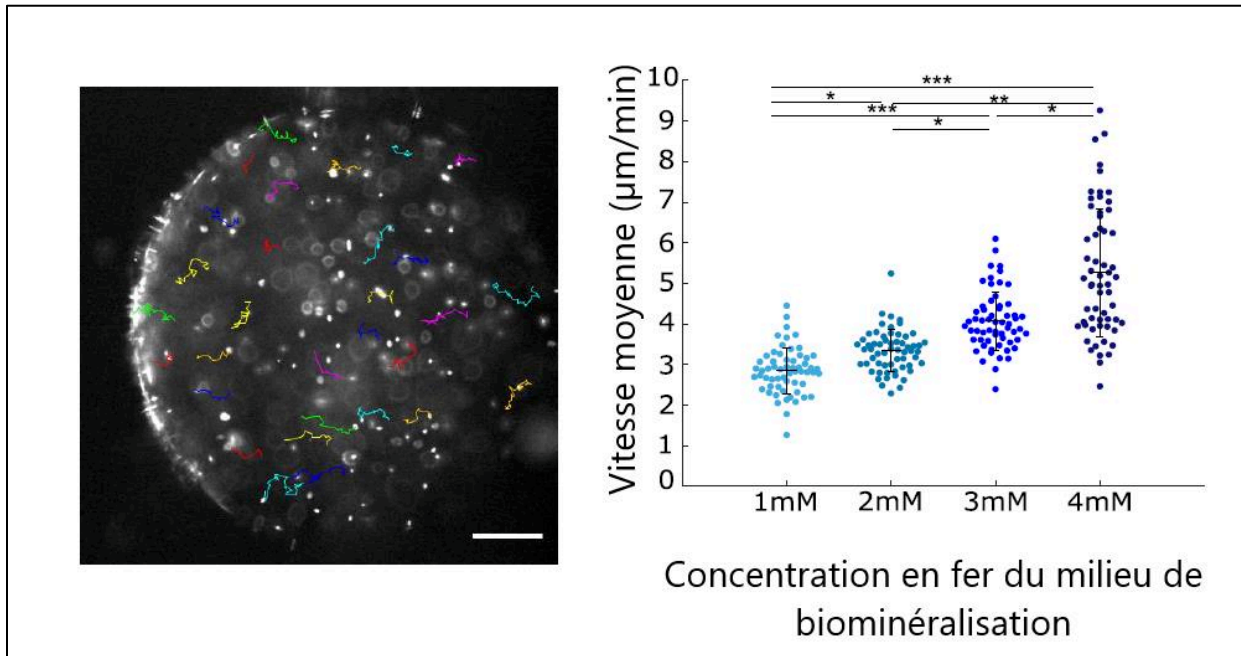 Vitesse moyenne (µm/min)
10
9
8
7
6
5
4
3
2
1
0
***
*
**
***
*
*
1mM
2mM
3mM
4mM
Concentration en fer du milieu de
biominéralisation